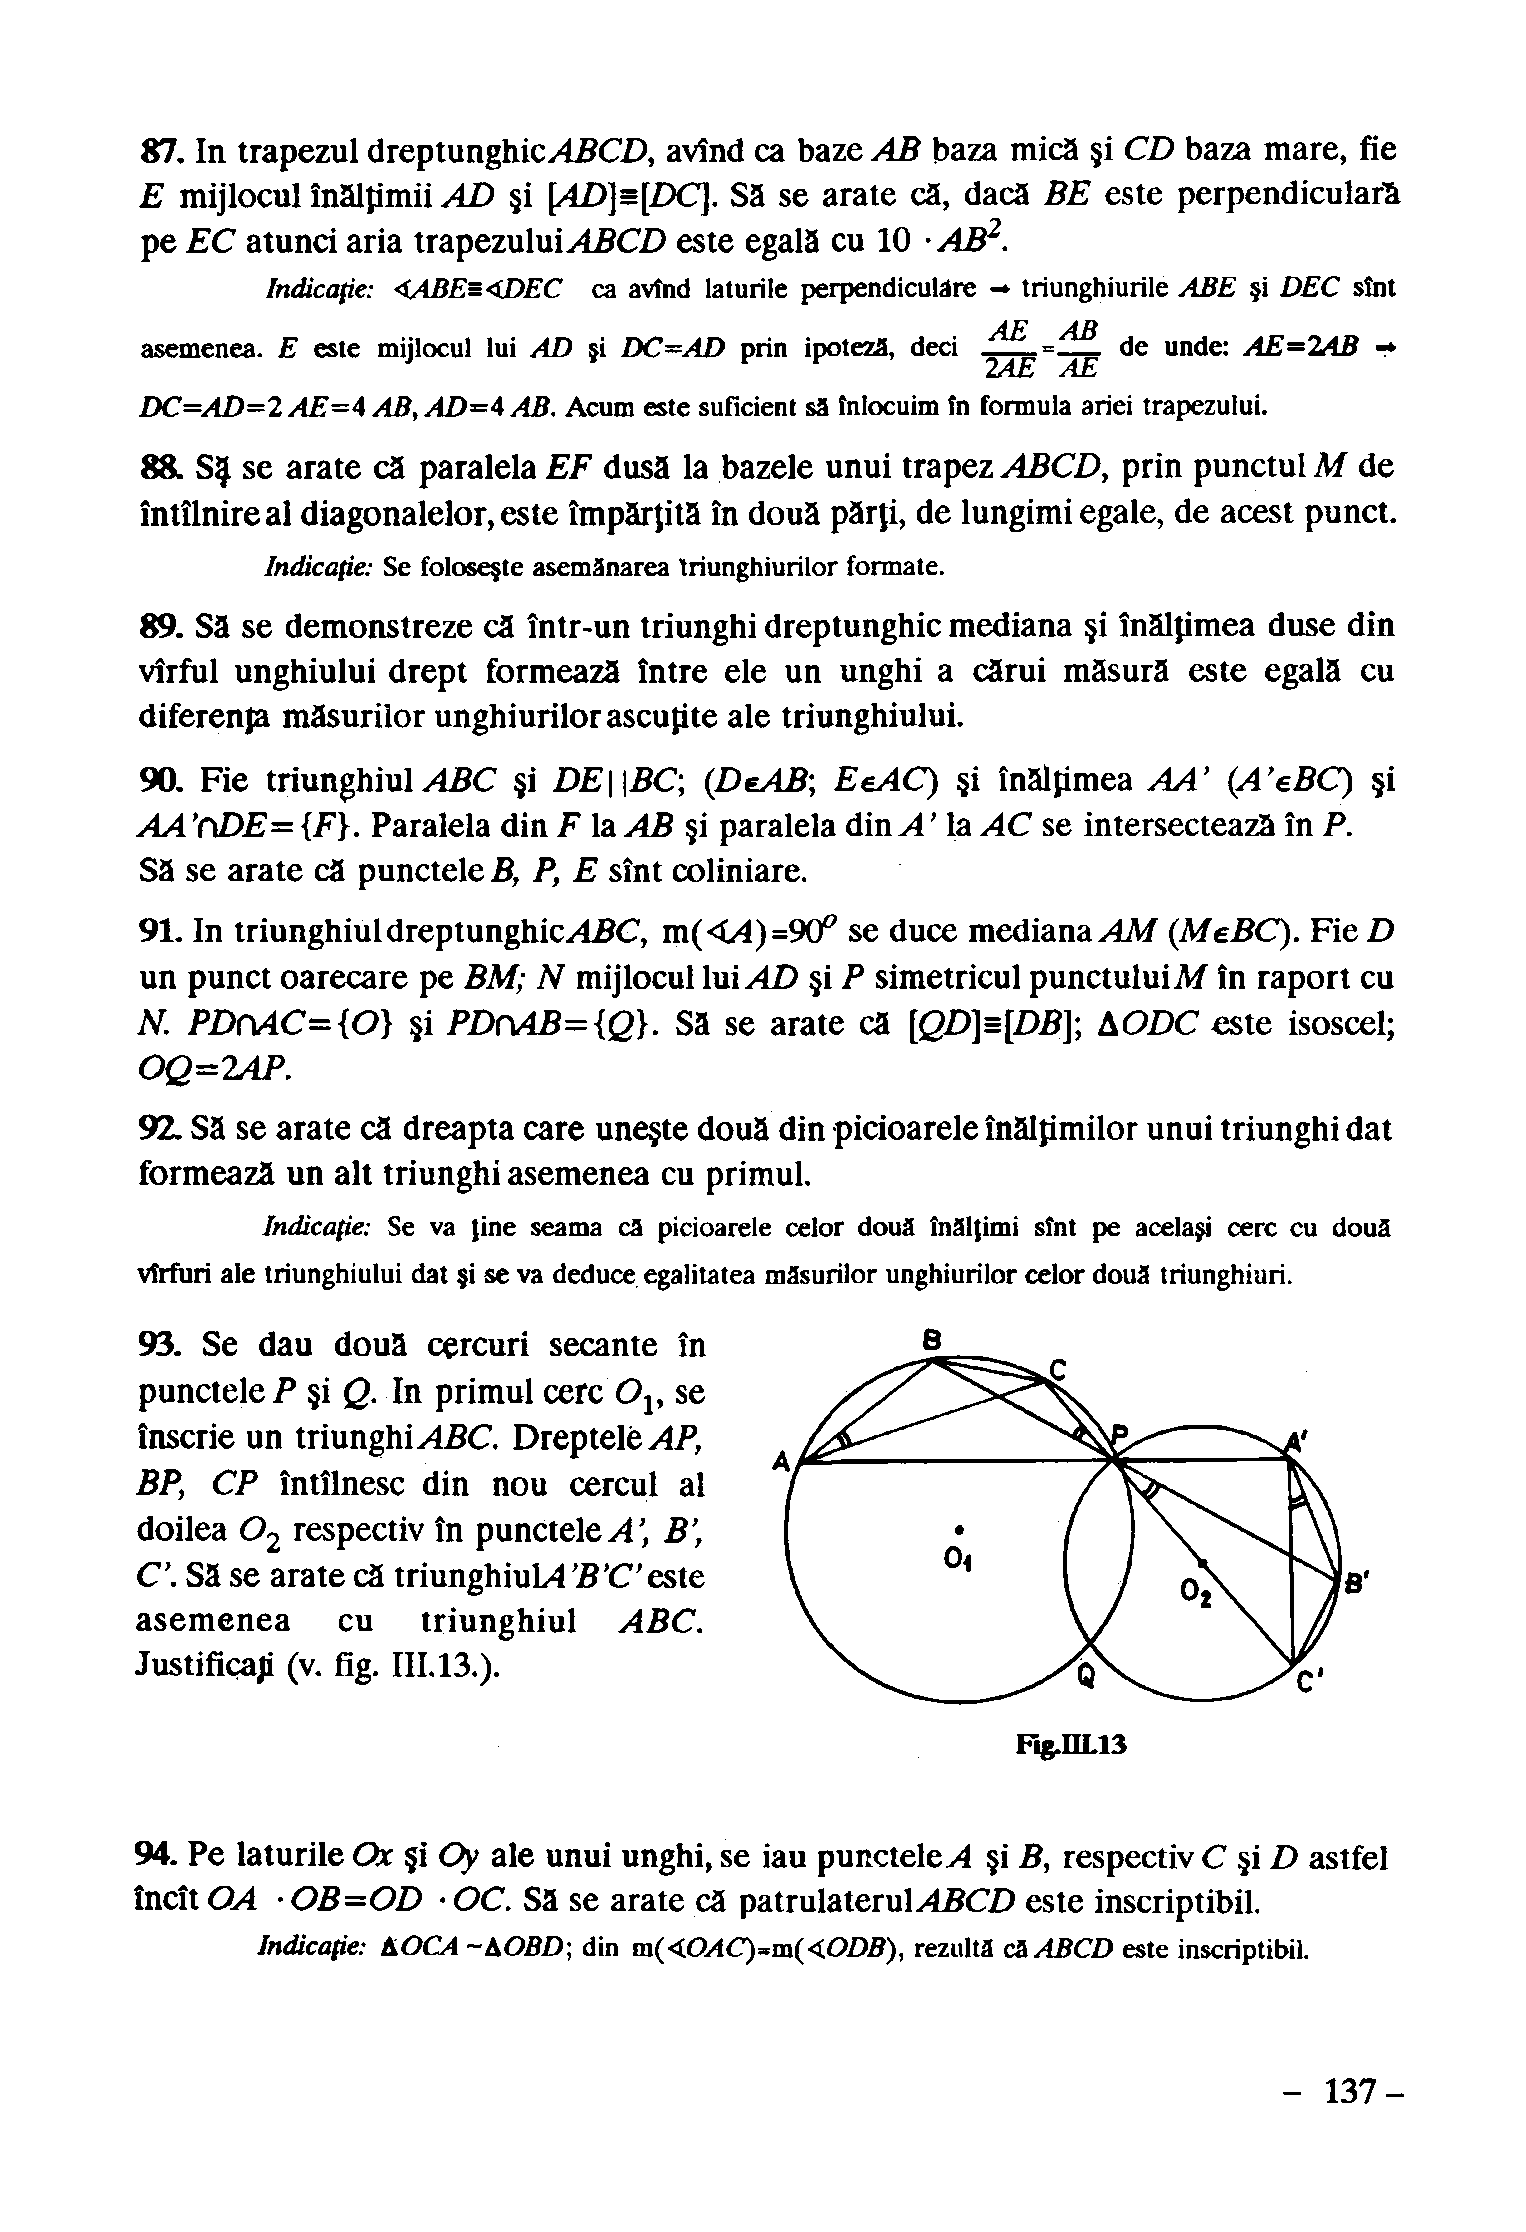 87. In trapezul dreptunghic ABCD, avînd ca baze AB baza mică şi CD baza mare, fie
E mijlocul înălţimii AD şi [AD]≡[DC]. Să se arate că, dacă BE este perpendiculară
pe EC atunci aria trapezului ABCD este egală cu 10 · AB².
Indicaţie: ∢ABE≡∢DEC ca avînd laturile perpendiculare → triunghiurile ABE şi DEC sînt
asemenea. E este mijlocul lui AD şi DC=AD prin ipoteză, deci AE/2AE = AB/AE de unde: AE=2AB →
DC=AD=2 AE=4 AB, AD=4 AB. Acum este suficient să înlocuim în formula ariei trapezului.
88. Să se arate că paralela EF dusă la bazele unui trapez ABCD, prin punctul M de
întîlnire al diagonalelor, este împărţită în două părţi, de lungimi egale, de acest punct.
Indicaţie: Se foloseşte asemănarea triunghiurilor formate.
89. Să se demonstreze că într-un triunghi dreptunghic mediana şi înălţimea duse din
vîrful unghiului drept formează între ele un unghi a cărui măsură este egală cu
diferenţa măsurilor unghiurilor ascuţite ale triunghiului.
90. Fie triunghiul ABC şi DE||BC; (D∈AB; E∈AC) şi înălţimea AA' (A'∈BC) şi
AA'∩DE={F}. Paralela din F la AB şi paralela din A' la AC se intersectează în P.
Să se arate că punctele B, P, E sînt coliniare.
91. In triunghiul dreptunghic ABC, m(∢A)=90° se duce mediana AM (M∈BC). Fie D
un punct oarecare pe BM; N mijlocul lui AD şi P simetricul punctului M în raport cu
N. PD∩AC={O} şi PD∩AB={Q}. Să se arate că [QD]≡[DB]; ΔODC este isoscel;
OQ=2AP.
92. Să se arate că dreapta care uneşte două din picioarele înălţimilor unui triunghi dat
formează un alt triunghi asemenea cu primul.
Indicaţie: Se va ţine seama că picioarele celor două înălţimi sînt pe acelaşi cerc cu două
vîrfuri ale triunghiului dat şi se va deduce egalitatea măsurilor unghiurilor celor două triunghiuri.
93. Se dau două cercuri secante în
punctele P şi Q. In primul cerc O₁, se
înscrie un triunghi ABC. Dreptele AP,
BP, CP întîlnesc din nou cercul al
doilea O₂ respectiv în punctele A', B',
C'. Să se arate că triunghiul A'B'C' este
asemenea cu triunghiul ABC.
Justificaţi (v. fig. III.13.).
B
C
P
A'
A
O₁
O₂
B'
Q
C'
Fig.III.13
94. Pe laturile Ox şi Oy ale unui unghi, se iau punctele A şi B, respectiv C şi D astfel
încît OA · OB=OD · OC. Să se arate că patrulaterul ABCD este inscriptibil.
Indicaţie: ΔOCA ~ΔOBD; din m(∢OAC)=m(∢ODB), rezultă că ABCD este inscriptibil.
- 137 -